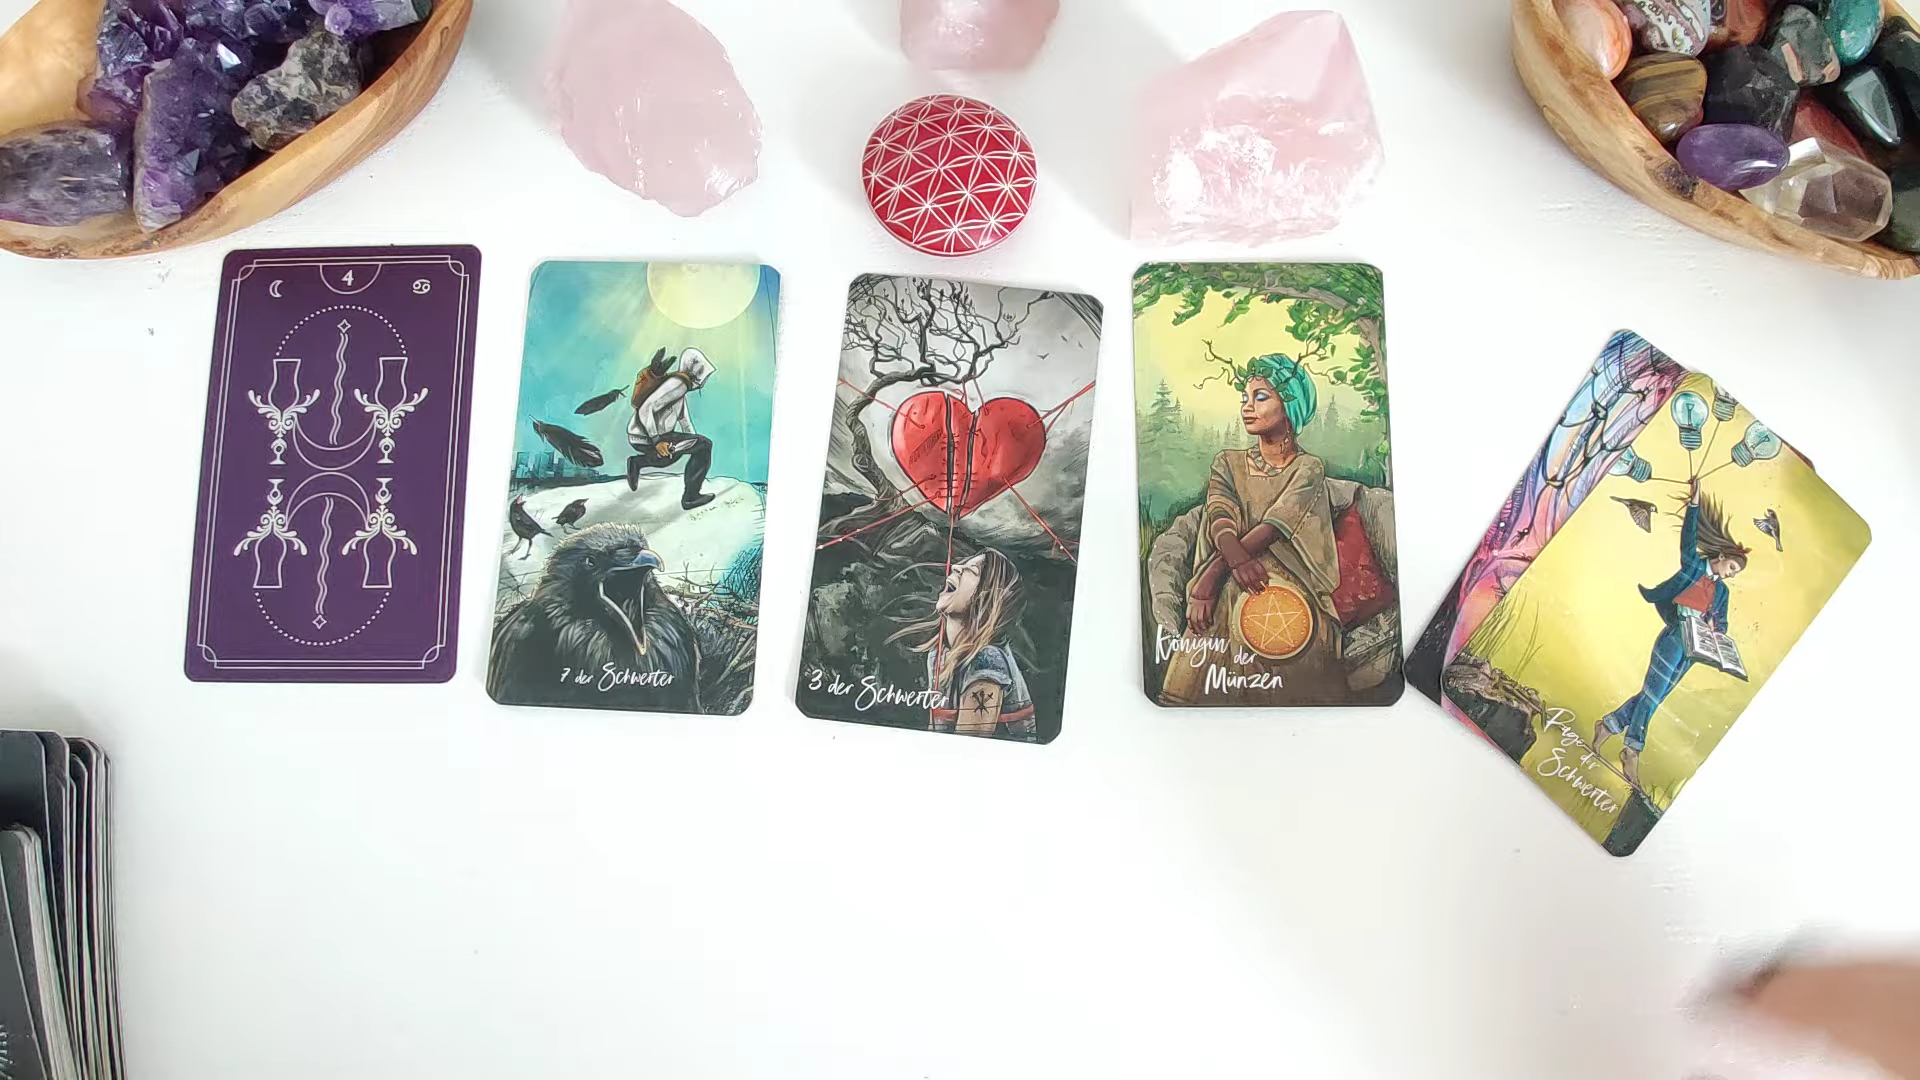 4
7 der Schwerter
3 der Schwerter
Königin
der
Münzen
Page
der
Schwerter